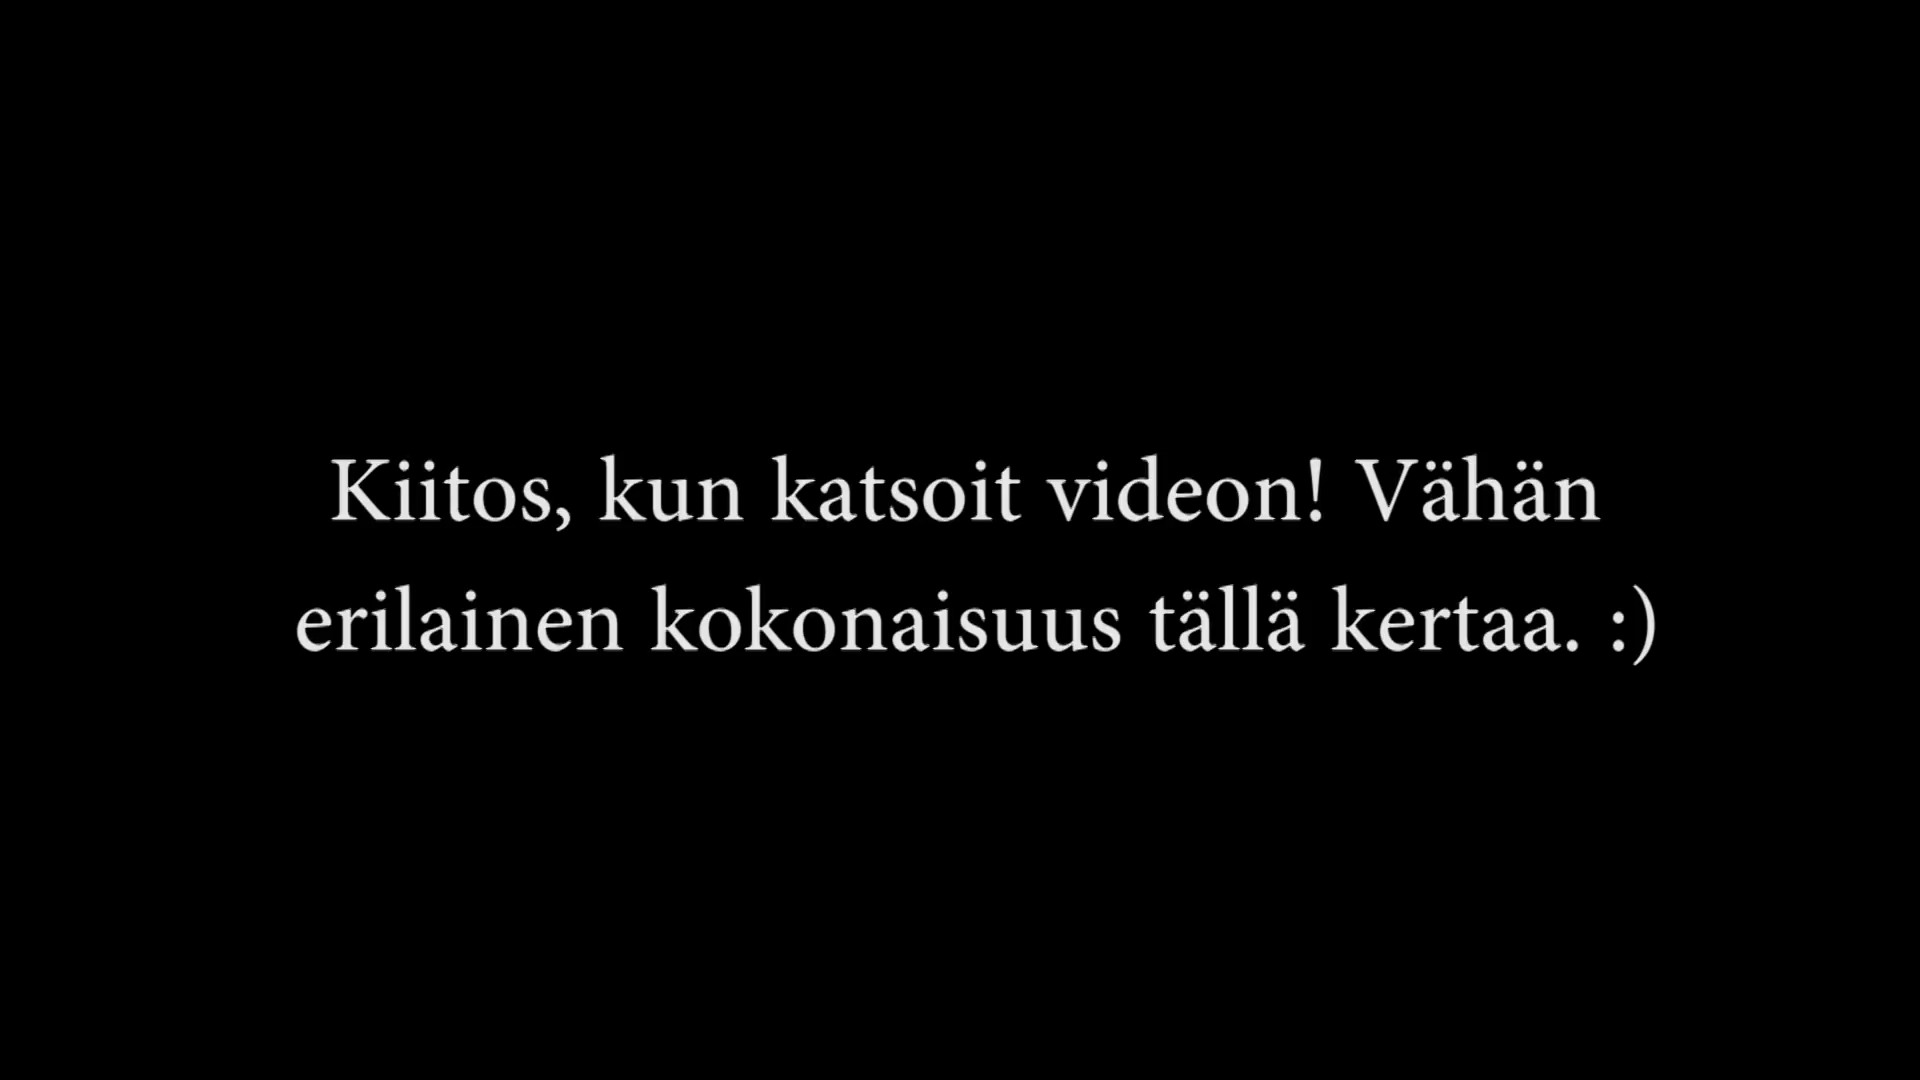 Kiitos, kun katsoit videon! Vähän
erilainen kokonaisuus tällä kertaa. :)